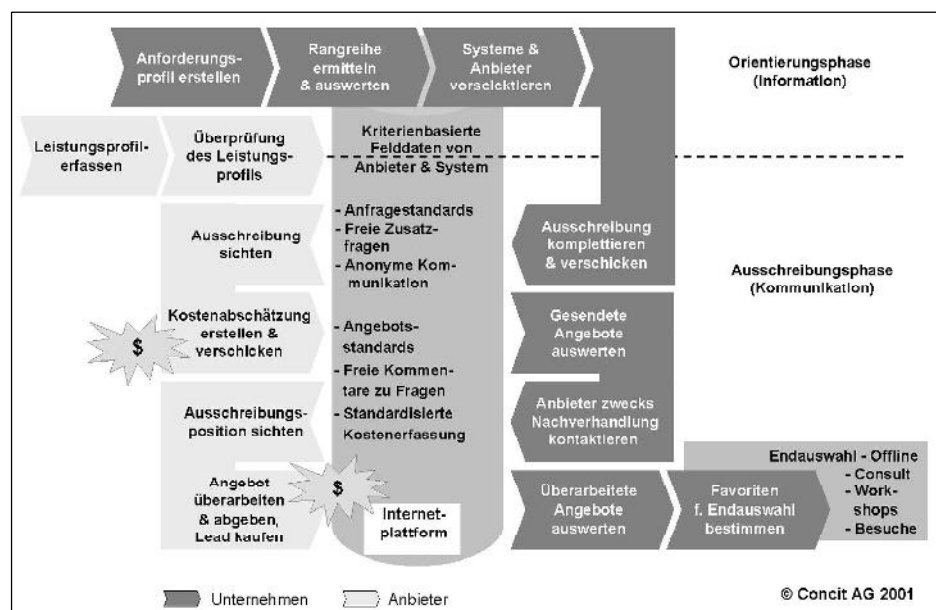 Anforderungs-
profil erstellen
Rangreihe
ermitteln
& auswerten
Systeme &
Anbieter
vorselektieren
Orientierungsphase
(Information)
Leistungsprofil-
erfassen
Überprüfung
des Leistungs-
profils
Kriterienbasierte
Felddaten von
Anbieter & System
Ausschreibung
sichten
- Anfragestandards
- Freie Zusatz-
fragen
- Anonyme Kom-
munikation
Ausschreibung
komplettieren
& verschicken
Ausschreibungsphase
(Kommunikation)
Kostenabschätzung
erstellen &
verschicken
$
- Angebots-
standards
- Freie Kommen-
tare zu Fragen
- Standardisierte
Kostenerfassung
Gesendete
Angebote
auswerten
Ausschreibungs-
position sichten
Anbieter zwecks
Nachverhandlung
kontaktieren
Angebot
überarbeiten
& abgeben,
Lead kaufen
$
Internet-
plattform
Überarbeitete
Angebote
auswerten
Favoriten
f. Endauswahl
bestimmen
Endauswahl - Offline
- Consult
- Work-
shops
- Besuche
Unternehmen
Anbieter
© Concit AG 2001